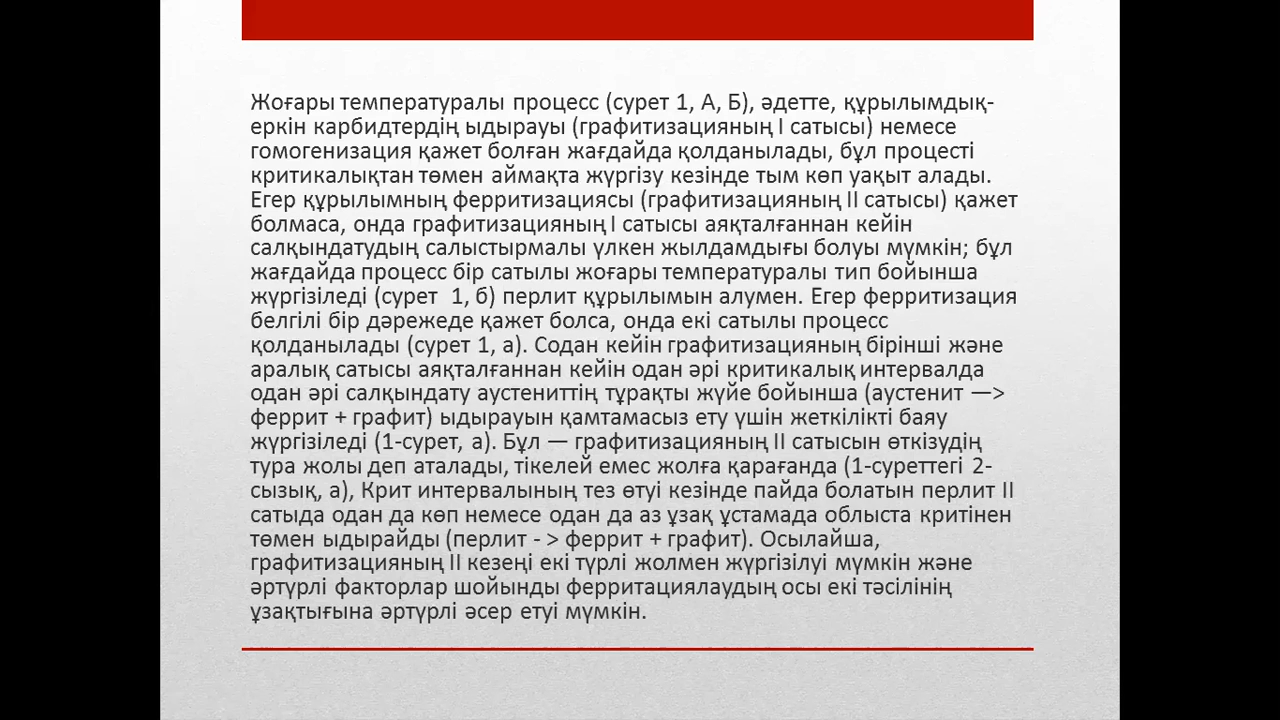 Жоғары температуралы процесс (сурет 1, А, Б), әдетте, құрылымдық-
еркін карбидтердің ыдырауы (графитизацияның I сатысы) немесе
гомогенизация қажет болған жағдайда қолданылады, бұл процесті
критикалықтан төмен аймақта жүргізу кезінде тым көп уақыт алады.
Егер құрылымның ферритизациясы (графитизацияның II сатысы) қажет
болмаса, онда графитизацияның I сатысы аяқталғаннан кейін
салқындатудың салыстырмалы үлкен жылдамдығы болуы мүмкін; бұл
жағдайда процесс бір сатылы жоғары температуралы тип бойынша
жүргізіледі (сурет  1, б) перлит құрылымын алумен. Егер ферритизация
белгілі бір дәрежеде қажет болса, онда екі сатылы процесс
қолданылады (сурет 1, а). Содан кейін графитизацияның бірінші және
аралық сатысы аяқталғаннан кейін одан әрі критикалық интервалда
одан әрі салқындату аустениттің тұрақты жүйе бойынша (аустенит —>
феррит + графит) ыдырауын қамтамасыз ету үшін жеткілікті баяу
жүргізіледі (1-сурет, а). Бұл — графитизацияның II сатысын өткізудің
тура жолы деп аталады, тікелей емес жолға қарағанда (1-суреттегі 2-
сызық, а), Крит интервалының тез өтуі кезінде пайда болатын перлит II
сатыда одан да көп немесе одан да аз ұзақ ұстамада облыста критінен
төмен ыдырайды (перлит - > феррит + графит). Осылайша,
графитизацияның II кезеңі екі түрлі жолмен жүргізілуі мүмкін және
әртүрлі факторлар шойынды ферритациялаудың осы екі тәсілінің
ұзақтығына әртүрлі әсер етуі мүмкін.